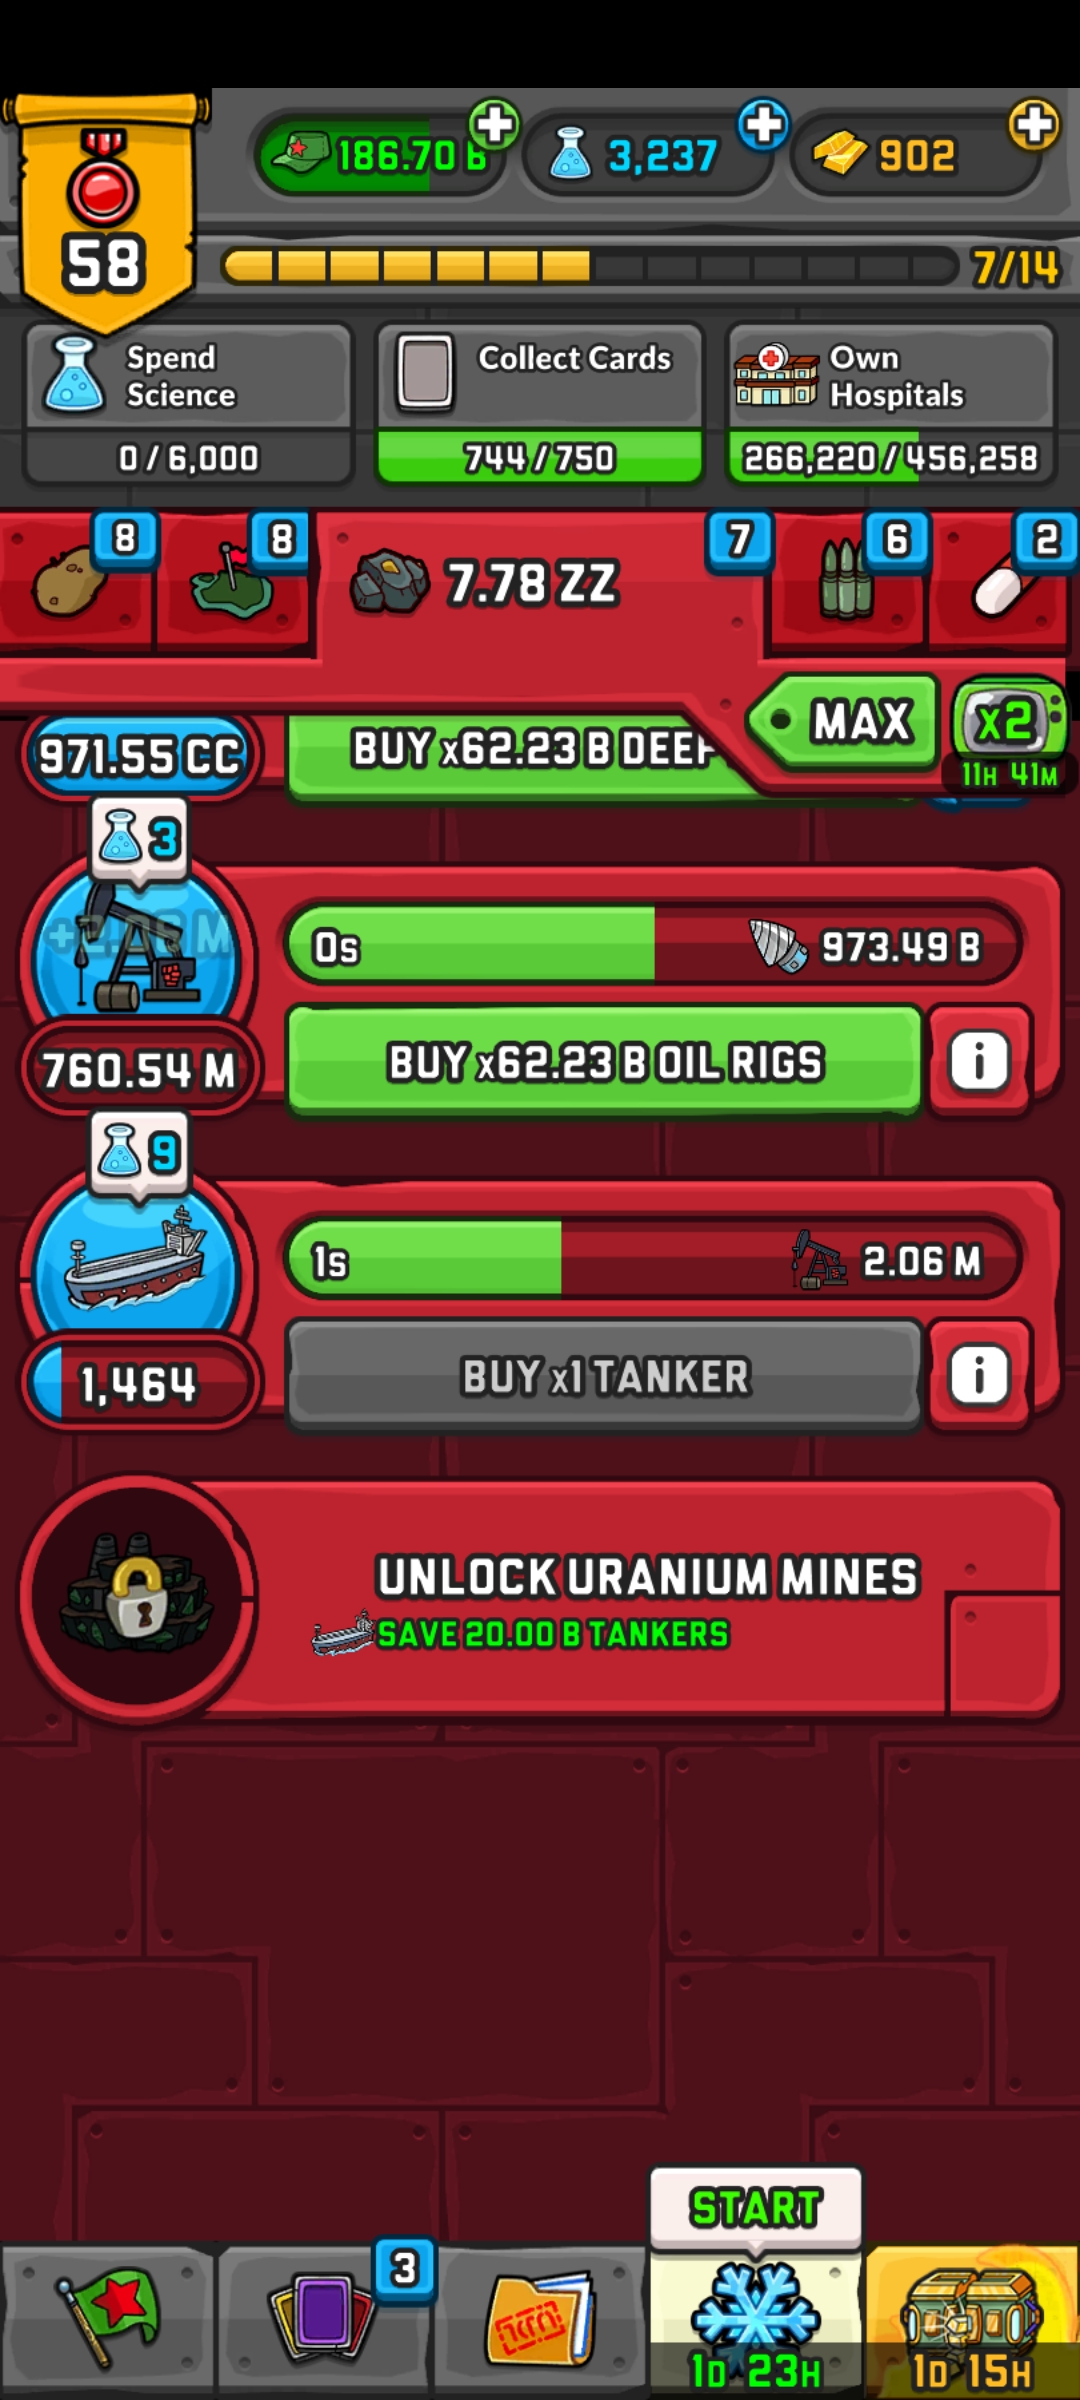 186.70 B
3,237
902
58
7/14
Spend
Science
0 / 6,000
Collect Cards
744 / 750
Own
Hospitals
266,220 / 456,258
8
8
7.78 ZZ
7
6
2
MAX
x2
11H 41M
971.55 CC
BUY x62.23 B DEEP
3
0s
973.49 B
760.54 M
BUY x62.23 B OIL RIGS
i
9
1s
2.06 M
1,464
BUY x1 TANKER
i
UNLOCK URANIUM MINES
SAVE 20.00 B TANKERS
START
3
1D 23H
1D 15H